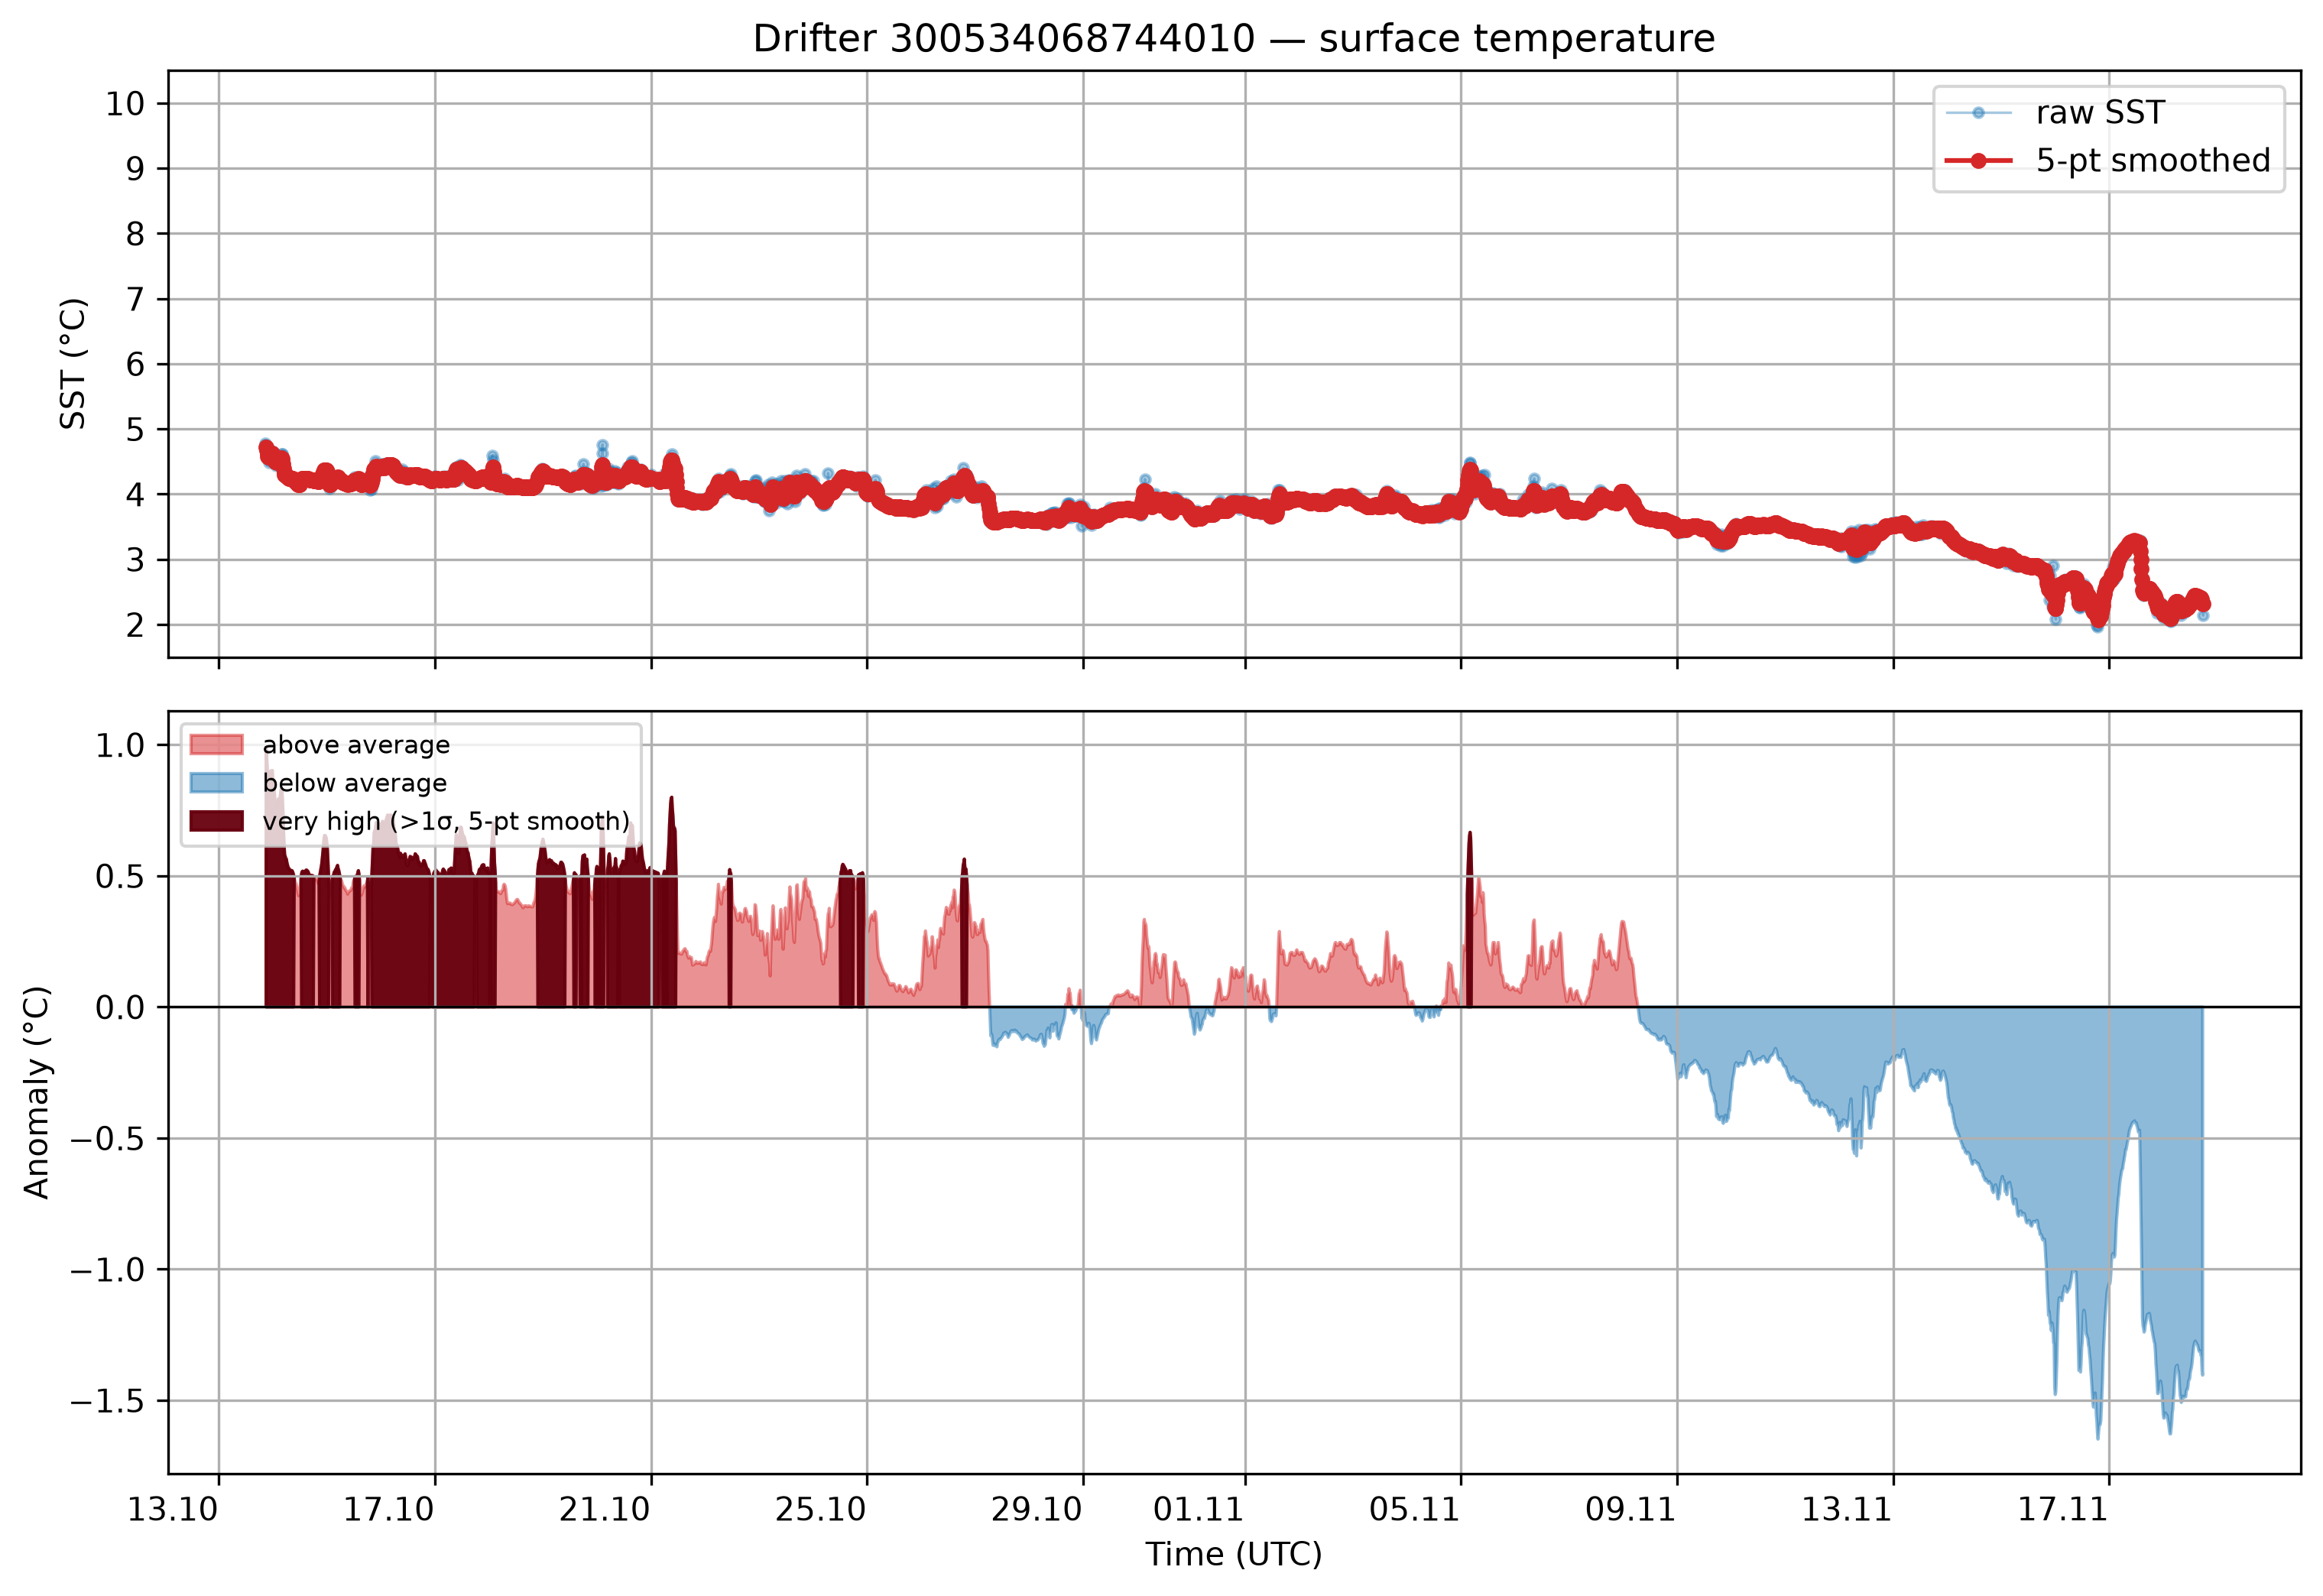 Drifter 300534068744010 — surface temperature
10
9
8
7
6
5
4
3
2
SST (°C)
raw SST
5-pt smoothed
1.0
0.5
0.0
−0.5
−1.0
−1.5
Anomaly (°C)
above average
below average
very high (>1σ, 5-pt smooth)
13.10 17.10 21.10 25.10 29.10 01.11 05.11 09.11 13.11 17.11
Time (UTC)